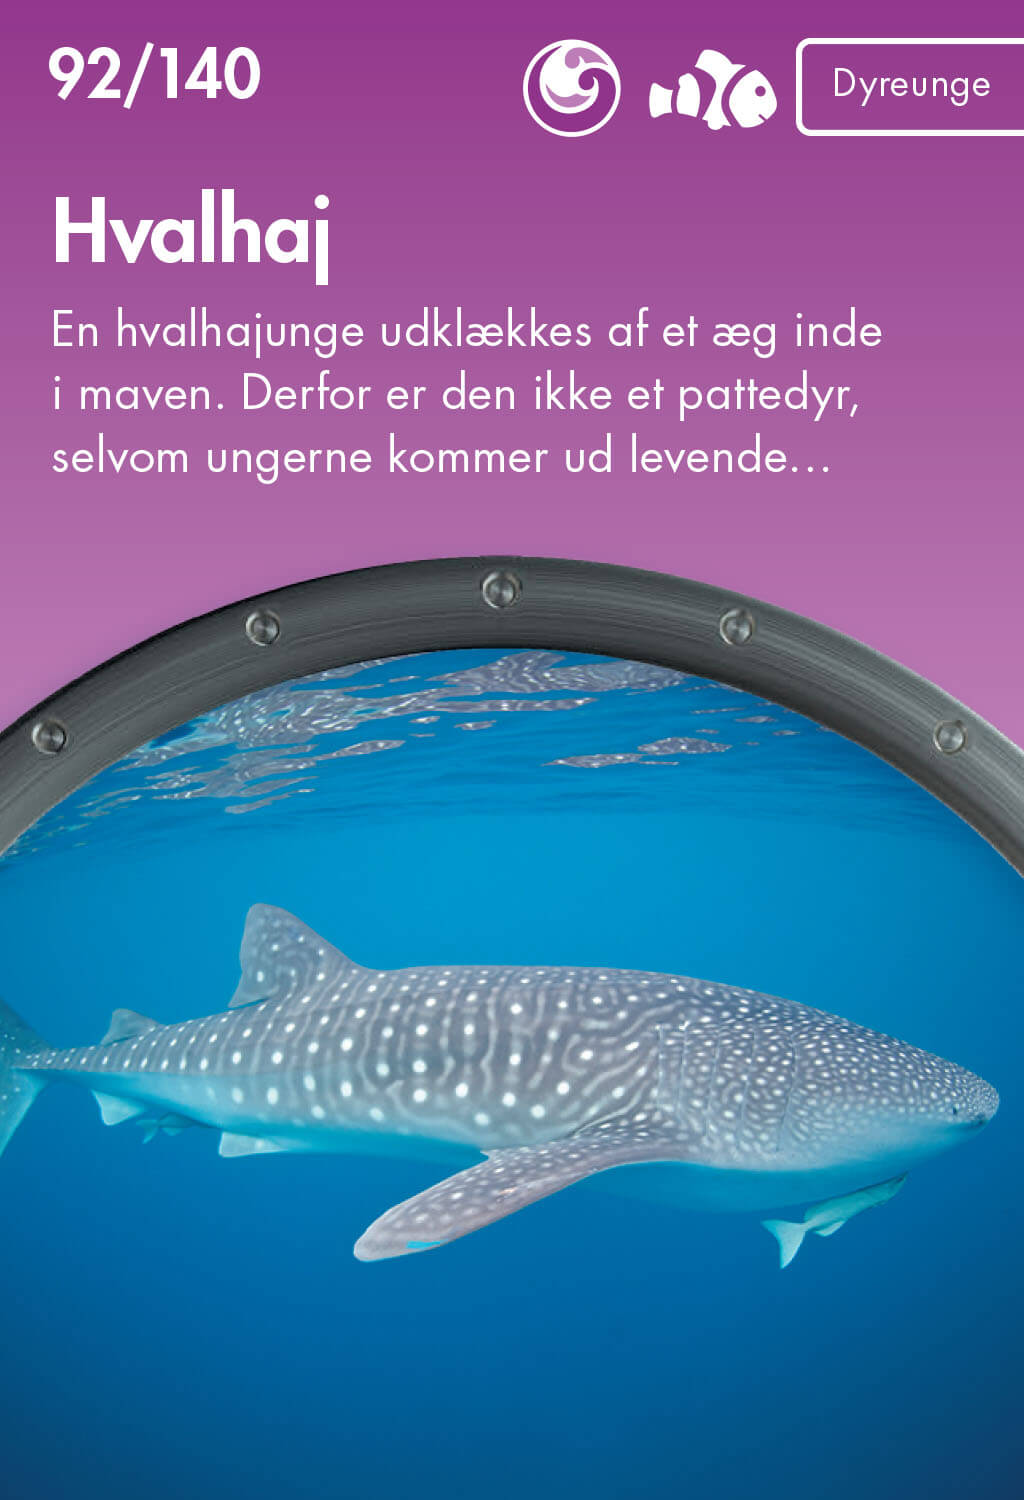 92/140
Dyreunge
Hvalhaj
En hvalhajunge udklækkes af et æg inde
i maven. Derfor er den ikke et pattedyr,
selvom ungerne kommer ud levende...